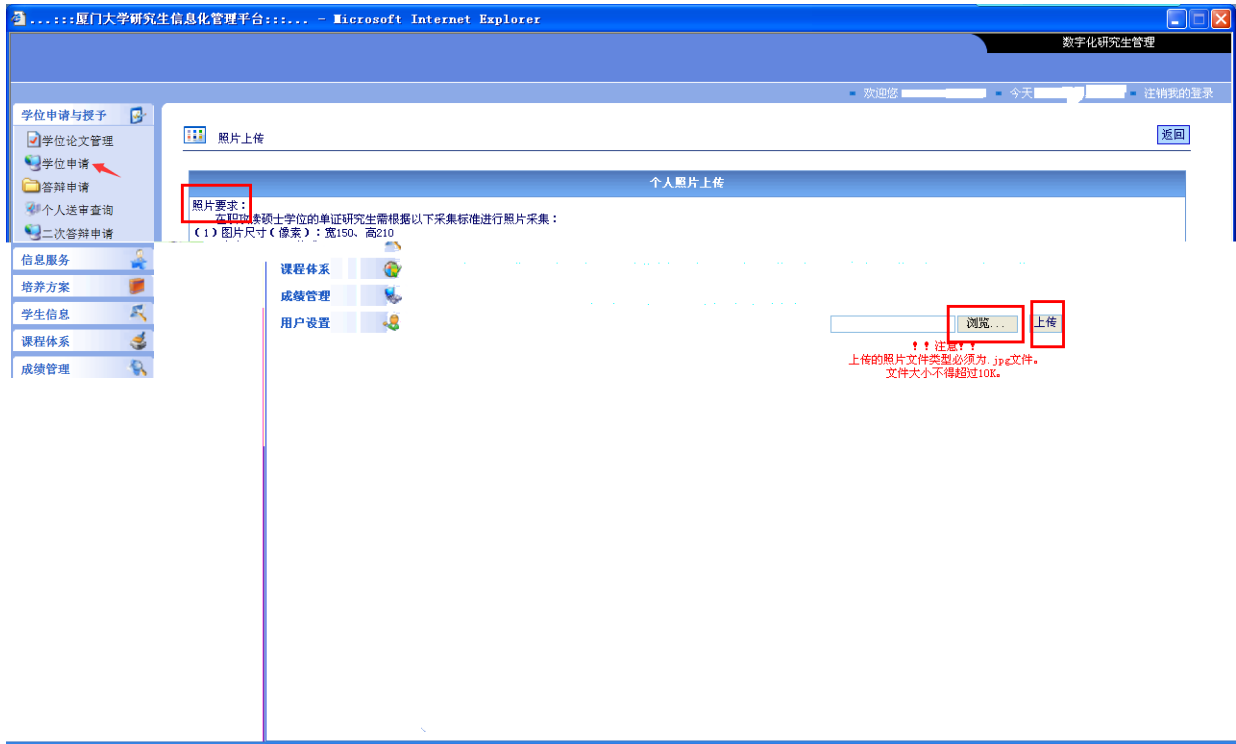 ...:::厦门大学研究生信息化管理平台:::... - Microsoft Internet Explorer
数字化研究生管理
欢迎您
今天
注销我的登录
学位申请与授予
学位论文管理
学位申请
答辩申请
个人送审查询
二次答辩申请
信息服务
培养方案
学生信息
课程体系
成绩管理
照片上传
返回
个人照片上传
照片要求：
在职攻读硕士学位的单证研究生需根据以下采集标准进行照片采集：
(1)图片尺寸(像素)：宽150、高210
课程体系
成绩管理
用户设置
浏览...
上传
！！注意！！
上传的照片文件类型必须为.jpg文件。
文件大小不得超过10K。